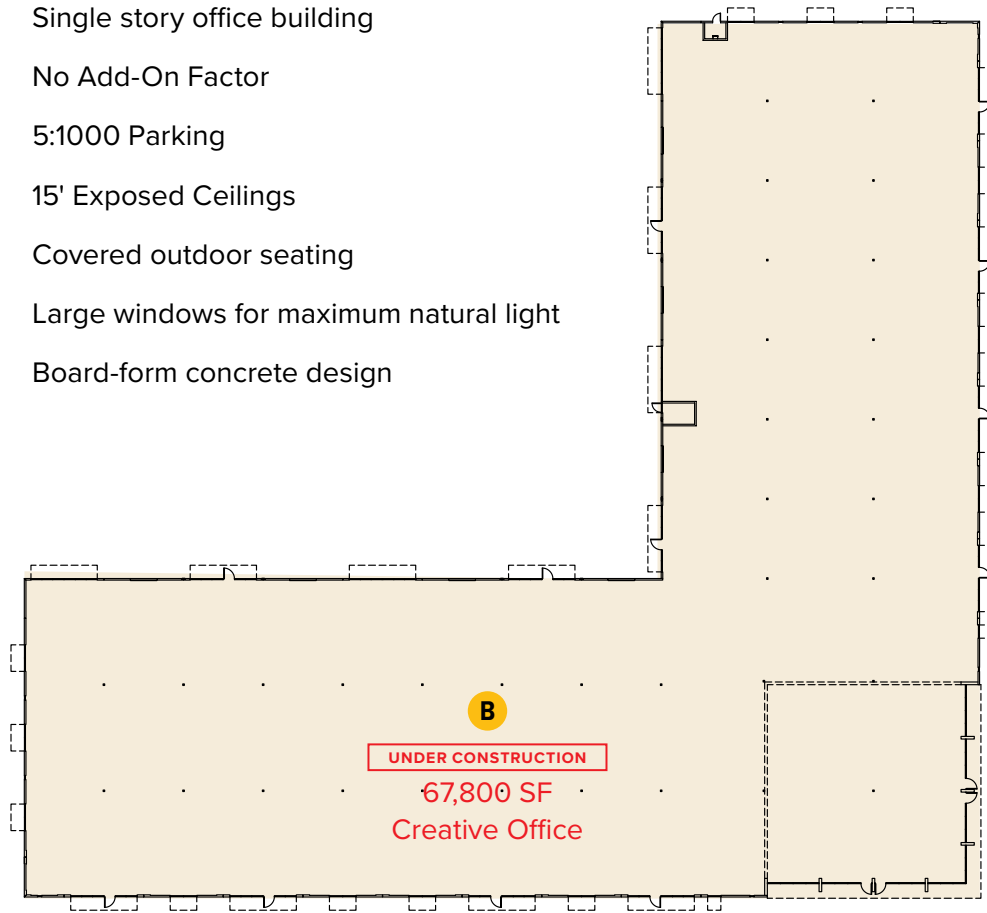 Single story office building
No Add-On Factor
5:1000 Parking
15' Exposed Ceilings
Covered outdoor seating
Large windows for maximum natural light
Board-form concrete design
B
UNDER CONSTRUCTION
67,800 SF
Creative Office